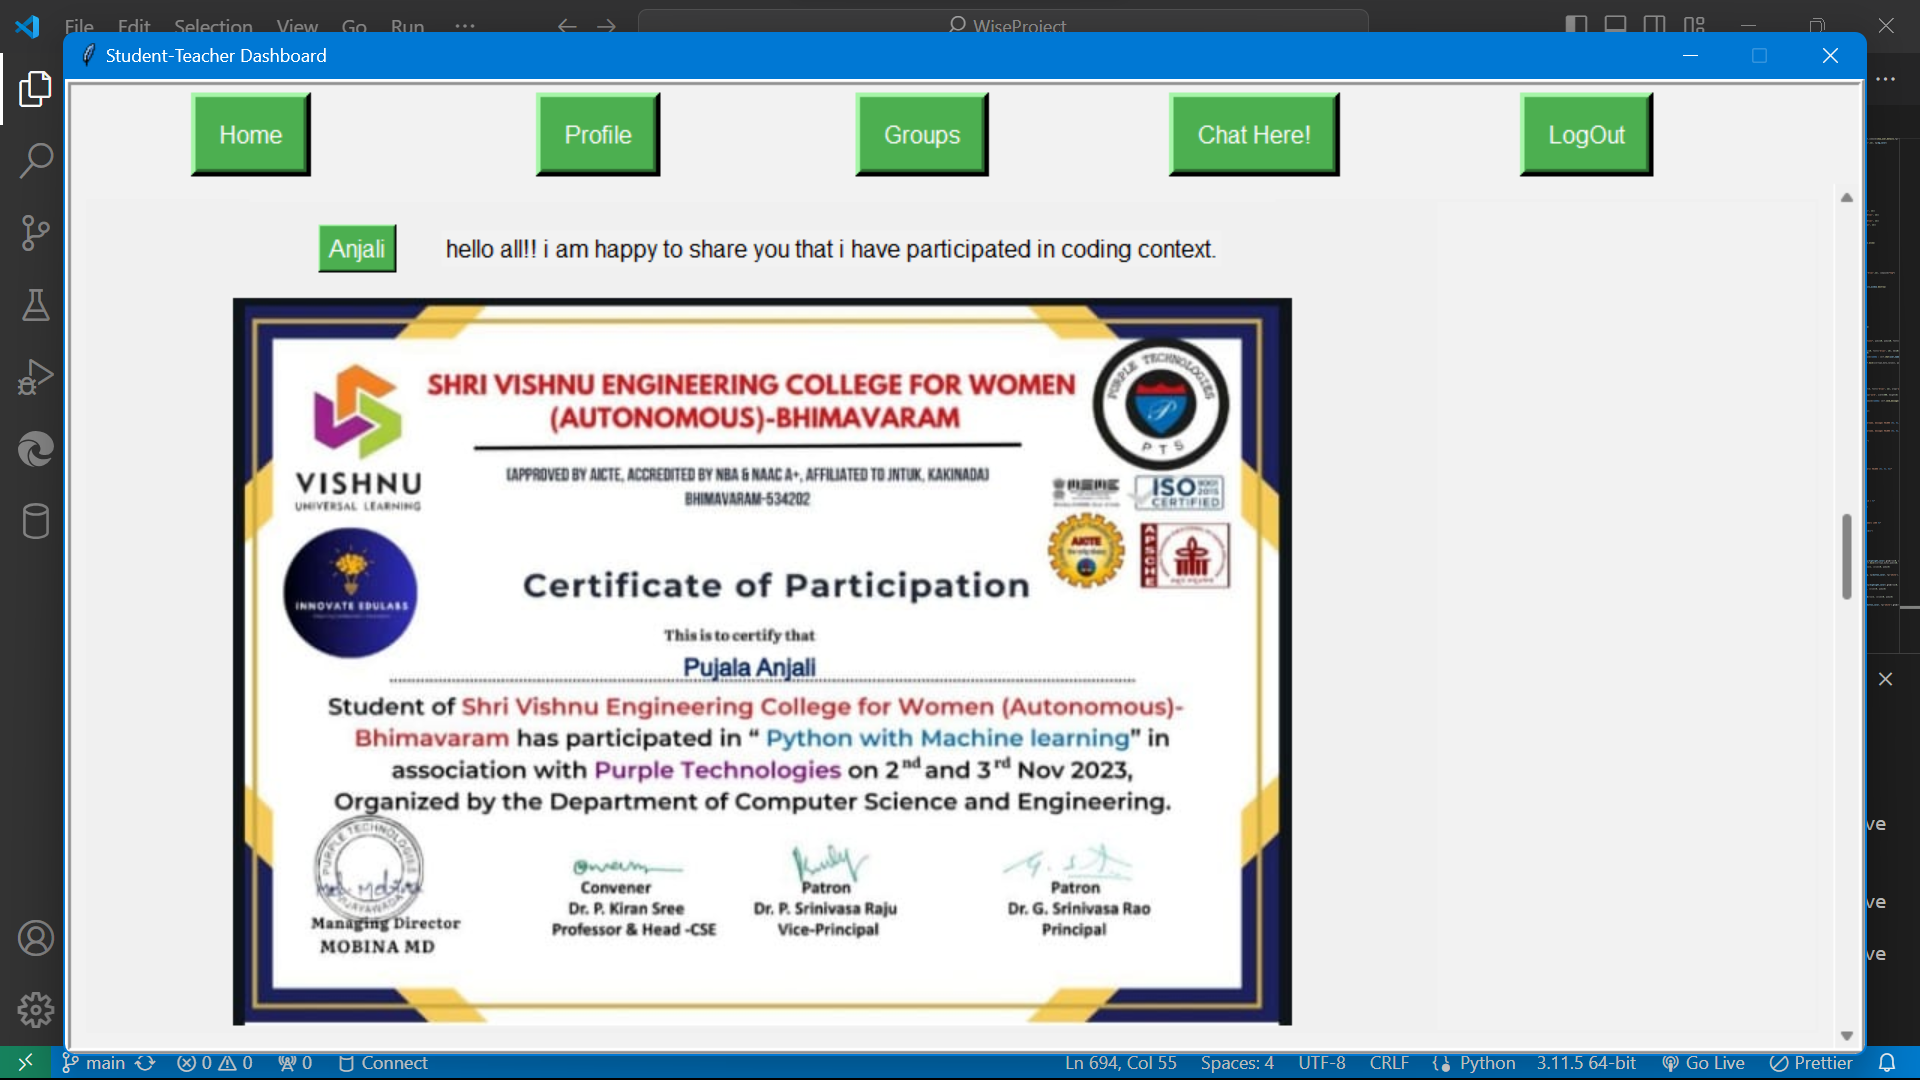 File Edit Selection View Go Run ···
WiseProject
Student-Teacher Dashboard
Home
Profile
Groups
Chat Here!
LogOut
Anjali
hello all!! i am happy to share you that i have participated in coding context.
SHRI VISHNU ENGINEERING COLLEGE FOR WOMEN
(AUTONOMOUS)-BHIMAVARAM
(APPROVED BY AICTE, ACCREDITED BY NBA & NAAC A+, AFFILIATED TO JNTUK, KAKINADA)
BHIMAVARAM-534202
VISHNU
UNIVERSAL LEARNING
PURPLE TECHNOLOGIES
P T S
ISO 9001 2015
CERTIFIED
AICTE
APSCHE
INNOVATE EDULABS
Certificate of Participation
This is to certify that
Pujala Anjali
Student of Shri Vishnu Engineering College for Women (Autonomous)-
Bhimavaram has participated in “ Python with Machine learning” in
association with Purple Technologies on 2nd and 3rd Nov 2023,
Organized by the Department of Computer Science and Engineering.
PURPLE TECHNOLOGIES
Managing Director
MOBINA MD
Convener
Dr. P. Kiran Sree
Professor & Head -CSE
Patron
Dr. P. Srinivasa Raju
Vice-Principal
Patron
Dr. G. Srinivasa Rao
Principal
ve
ve
ve
main 0 0 0 Connect
Ln 694, Col 55 Spaces: 4 UTF-8 CRLF Python 3.11.5 64-bit Go Live Prettier